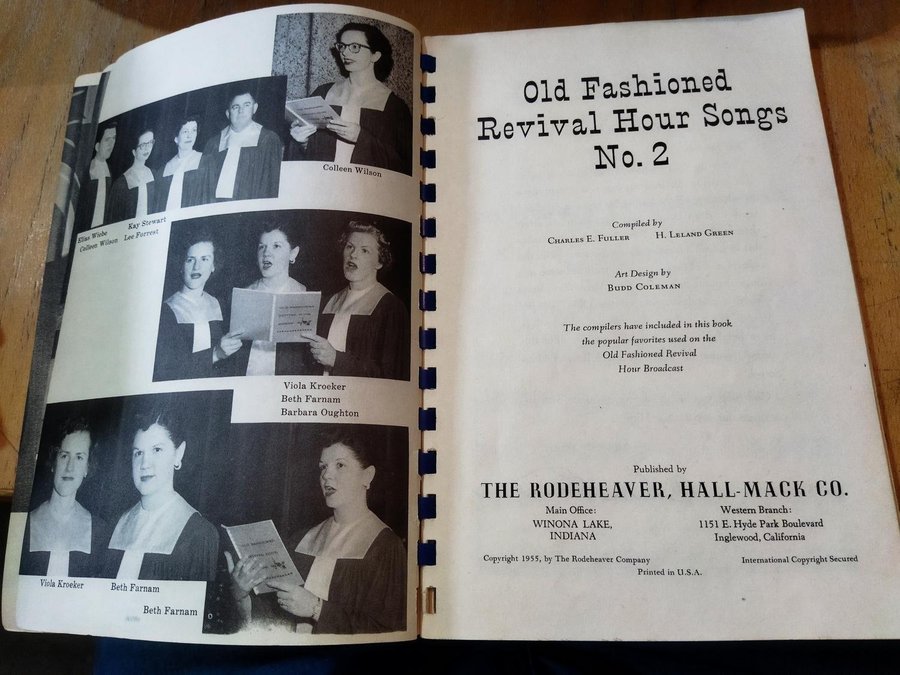 Colleen Wilson
Elias Wiebe
Colleen Wilson
Kay Stewart
Lee Forrest
Viola Kroeker
Beth Farnam
Barbara Oughton
Viola Kroeker
Beth Farnam
Beth Farnam
Old Fashioned
Revival Hour Songs
No. 2
Compiled by
CHARLES E. FULLER H. LELAND GREEN
Art Design by
BUDD COLEMAN
The compilers have included in this book
the popular favorites used on the
Old Fashioned Revival
Hour Broadcast
Published by
THE RODEHEAVER, HALL-MACK CO.
Main Office:
WINONA LAKE,
INDIANA
Western Branch:
1151 E. Hyde Park Boulevard
Inglewood, California
Copyright 1955, by The Rodeheaver Company International Copyright Secured
Printed in U.S.A.